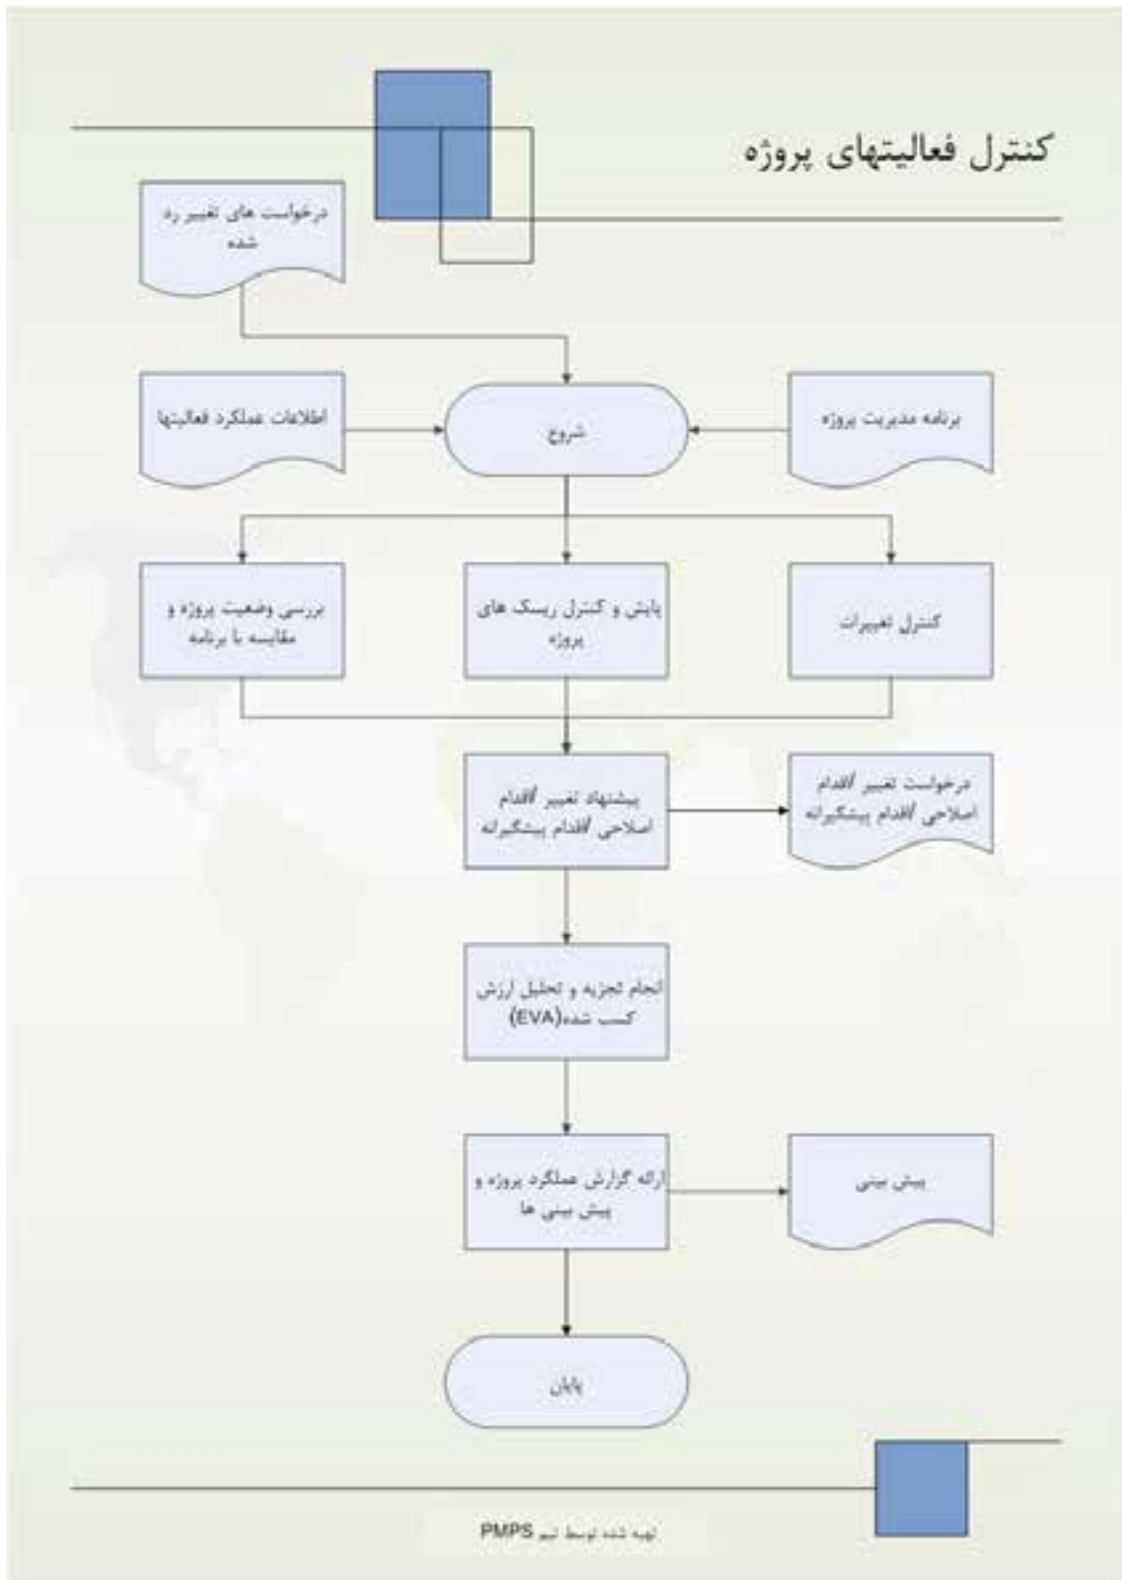 کنترل فعالیتهای پروژه
درخواست های تغییر رد
شده
برنامه مدیریت پروژه
شروع
اطلاعات عملکرد فعالیتها
کنترل تغییرات
پایش و کنترل ریسک های
پروژه
بررسی وضعیت پروژه و
مقایسه با برنامه
پیشنهاد تغییر /اقدام
اصلاحی /اقدام پیشگیرانه
درخواست تغییر /اقدام
اصلاحی /اقدام پیشگیرانه
انجام تجزیه و تحلیل ارزش
کسب شده(EVA)
ارائه گزارش عملکرد پروژه و
پیش بینی ها
پیش بینی
پایان
تهیه شده توسط تیم PMPS